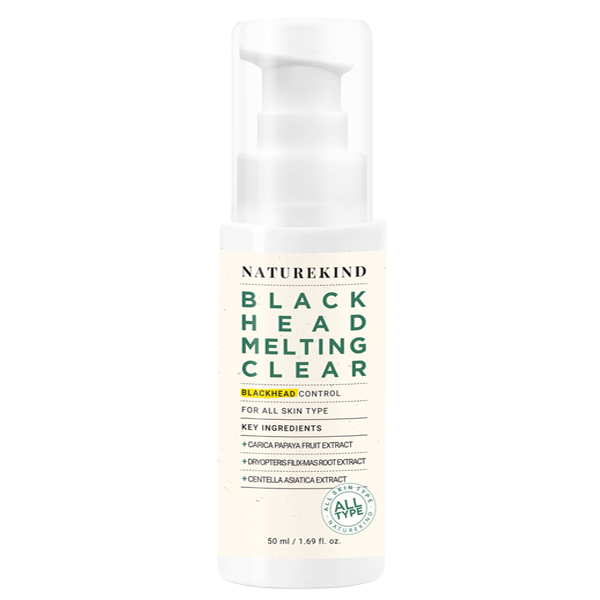 NATUREKIND
BLACK
HEAD
MELTING
CLEAR
BLACKHEAD CONTROL
FOR ALL SKIN TYPE
KEY INGREDIENTS
+CARICA PAPAYA FRUIT EXTRACT
+DRYOPTERIS FILIX-MAS ROOT EXTRACT
+CENTELLA ASIATICA EXTRACT
ALL SKIN TYPE
ALL
TYPE
NATUREKIND
50 ml / 1.69 fl. oz.